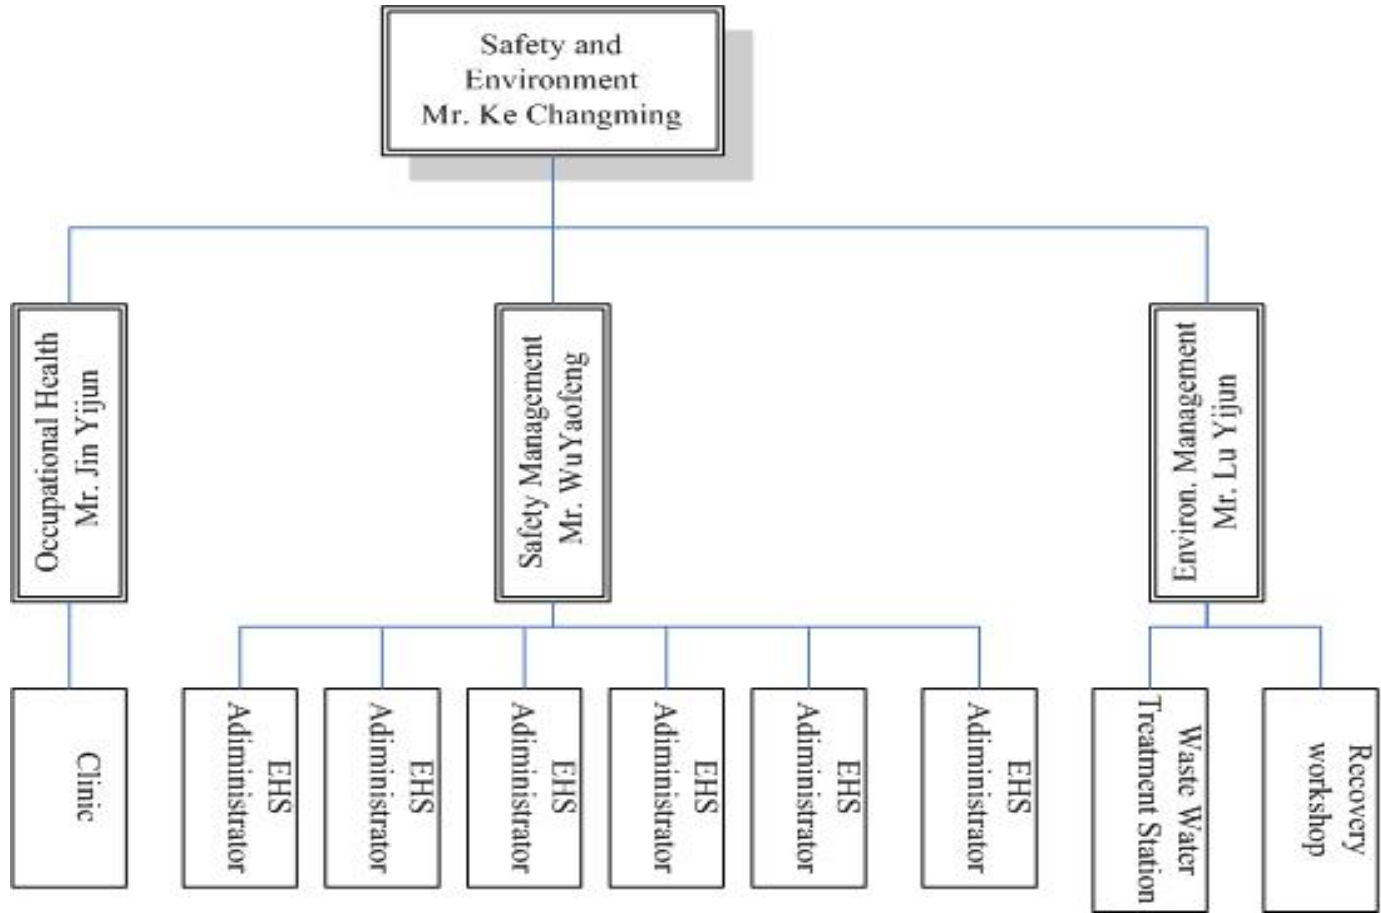 Safety and
Environment
Mr. Ke Changming
Occupational Health
Mr. Jin Yijun
Safety Management
Mr. WuYaofeng
Environ. Management
Mr. Lu Yijun
Clinic
EHS
Adiministrator
EHS
Adiministrator
EHS
Adiministrator
EHS
Adiministrator
EHS
Adiministrator
EHS
Adiministrator
Waste Water
Treatment Station
Recovery
workshop